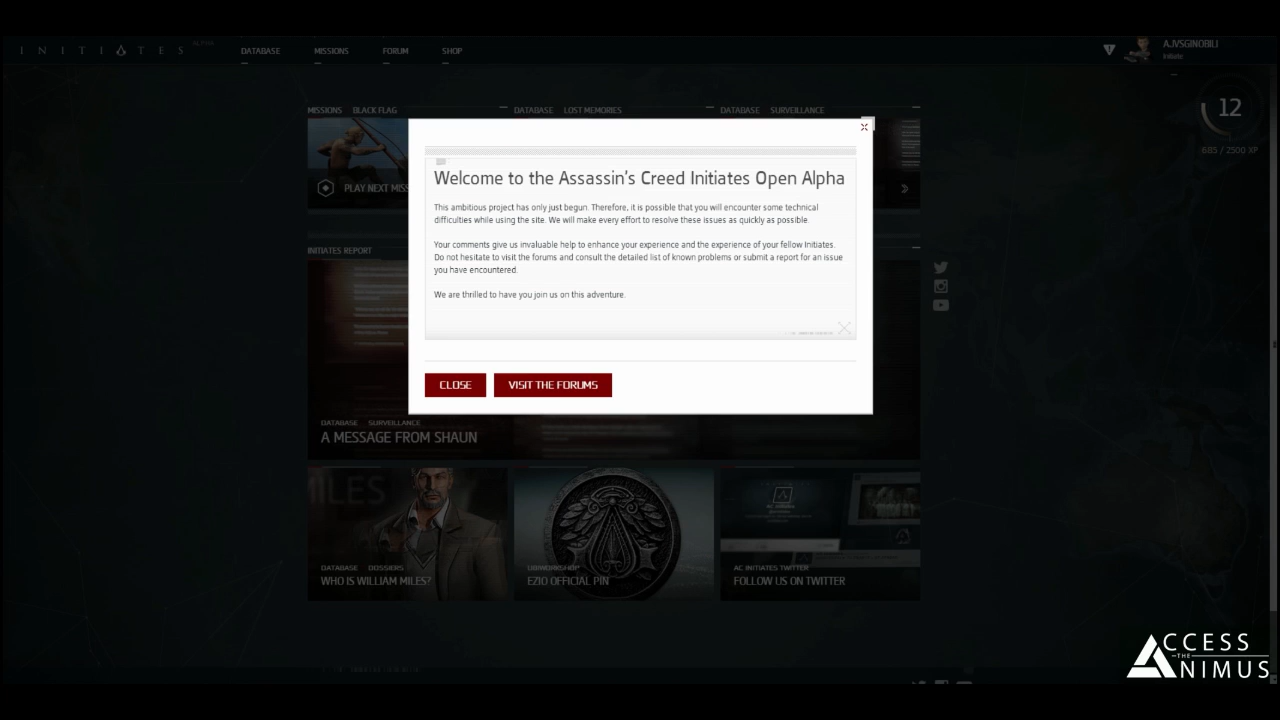 INITIATES ALPHA
DATABASE MISSIONS FORUM SHOP
AJVSGINOBILI
Initiate
12
685 / 2500 XP
MISSIONS BLACK FLAG
DATABASE LOST MEMORIES
DATABASE SURVEILLANCE
PLAY NEXT MISS
Welcome to the Assassin's Creed Initiates Open Alpha
This ambitious project has only just begun. Therefore, it is possible that you will encounter some technical
difficulties while using the site. We will make every effort to resolve these issues as quickly as possible.
Your comments give us invaluable help to enhance your experience and the experience of your fellow Initiates.
Do not hesitate to visit the forums and consult the detailed list of known problems or submit a report for an issue
you have encountered.
We are thrilled to have you join us on this adventure.
CLOSE
VISIT THE FORUMS
INITIATES REPORT
DATABASE SURVEILLANCE
A MESSAGE FROM SHAUN
MILES
DATABASE DOSSIERS
WHO IS WILLIAM MILES?
UBIWORKSHOP
EZIO OFFICIAL PIN
AC INITIATES TWITTER
FOLLOW US ON TWITTER
ACCESS
THE
ANIMUS